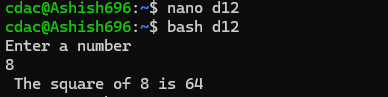 cdac@Ashish696:~$ nano d12
cdac@Ashish696:~$ bash d12
Enter a number
8
 The square of 8 is 64